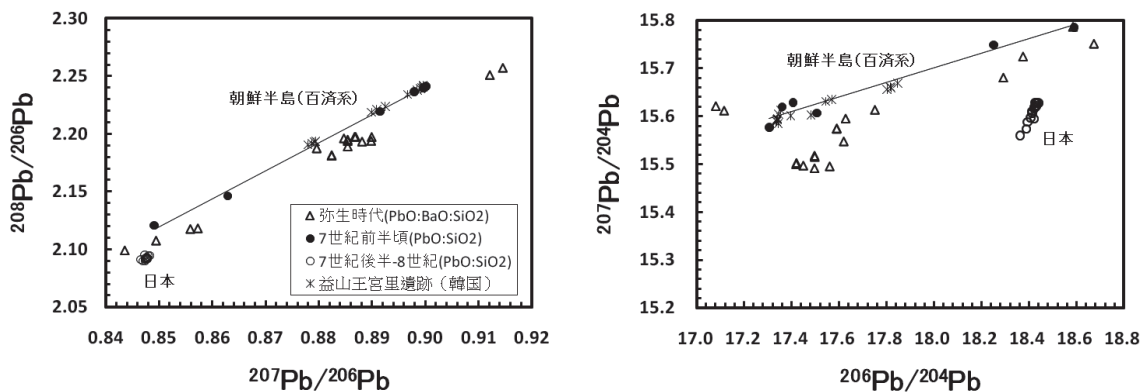 2.30
2.25
2.20
2.15
2.10
2.05
208Pb/206Pb
朝鮮半島(百済系)
日本
弥生時代(PbO:BaO:SiO2)
7世紀前半頃(PbO:SiO2)
7世紀後半-8世紀(PbO:SiO2)
益山王宮里遺跡（韓国）
0.84 0.85 0.86 0.87 0.88 0.89 0.90 0.91 0.92
207Pb/206Pb
15.8
15.7
15.6
15.5
15.4
15.3
15.2
207Pb/204Pb
朝鮮半島(百済系)
日本
17.0 17.2 17.4 17.6 17.8 18.0 18.2 18.4 18.6 18.8
206Pb/204Pb